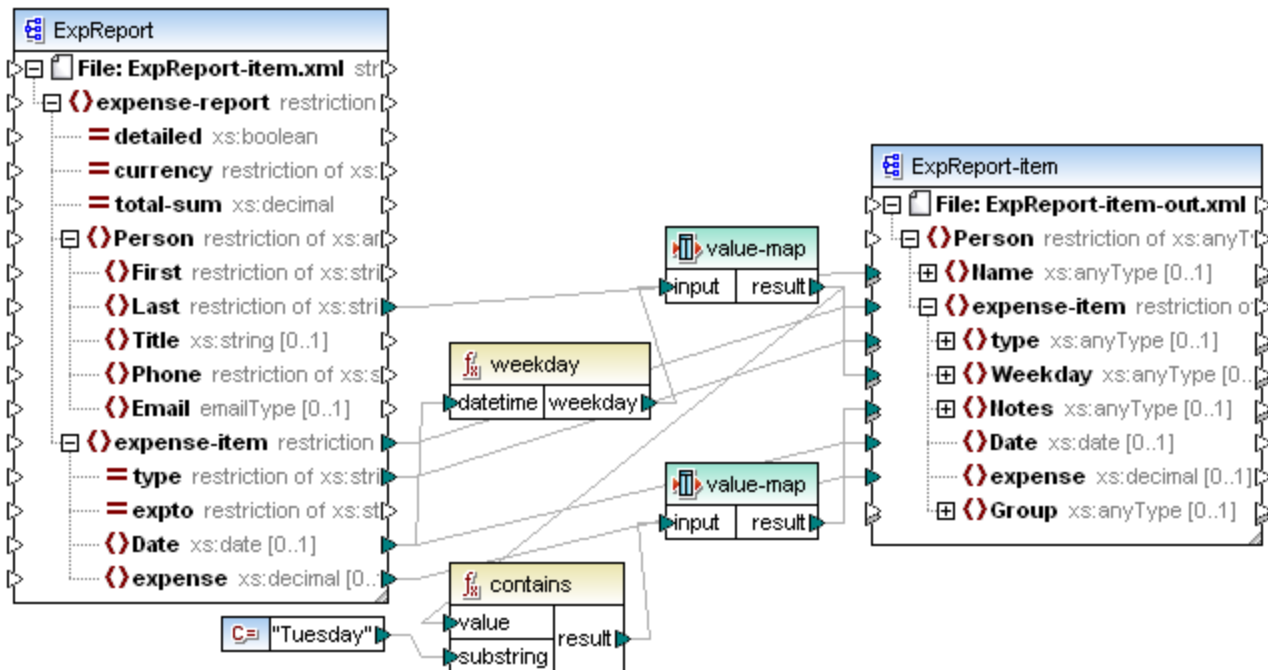 ExpReport
File: ExpReport-item.xml str
expense-report restriction
detailed xs:boolean
currency restriction of xs:
total-sum xs:decimal
Person restriction of xs:an
First restriction of xs:stri
Last restriction of xs:stri
Title xs:string [0..1]
Phone restriction of xs:s
Email emailType [0..1]
expense-item restriction
type restriction of xs:stri
expto restriction of xs:st
Date xs:date [0..1]
expense xs:decimal [0..
C= "Tuesday"
weekday
datetime weekday
contains
value
result
substring
value-map
input result
value-map
input result
ExpReport-item
File: ExpReport-item-out.xml
Person restriction of xs:anyT
Name xs:anyType [0..1]
expense-item restriction of
type xs:anyType [0..1]
Weekday xs:anyType [0..
Notes xs:anyType [0..1]
Date xs:date [0..1]
expense xs:decimal [0..1]
Group xs:anyType [0..1]